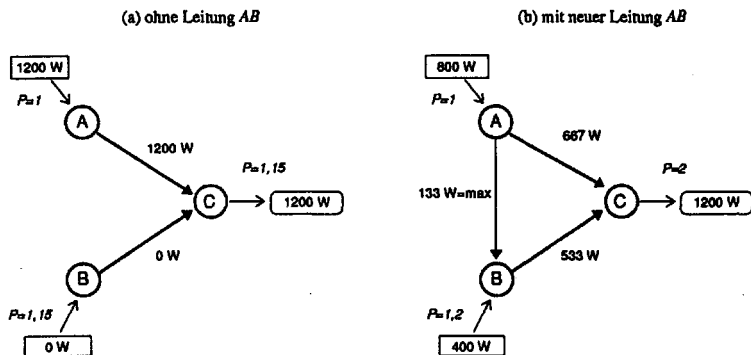 (a) ohne Leitung AB
1200 W
P=1
A
1200 W
P=1,15
C
1200 W
0 W
B
P=1,15
0 W
(b) mit neuer Leitung AB
800 W
P=1
A
667 W
P=2
133 W=max
C
1200 W
533 W
B
P=1,2
400 W